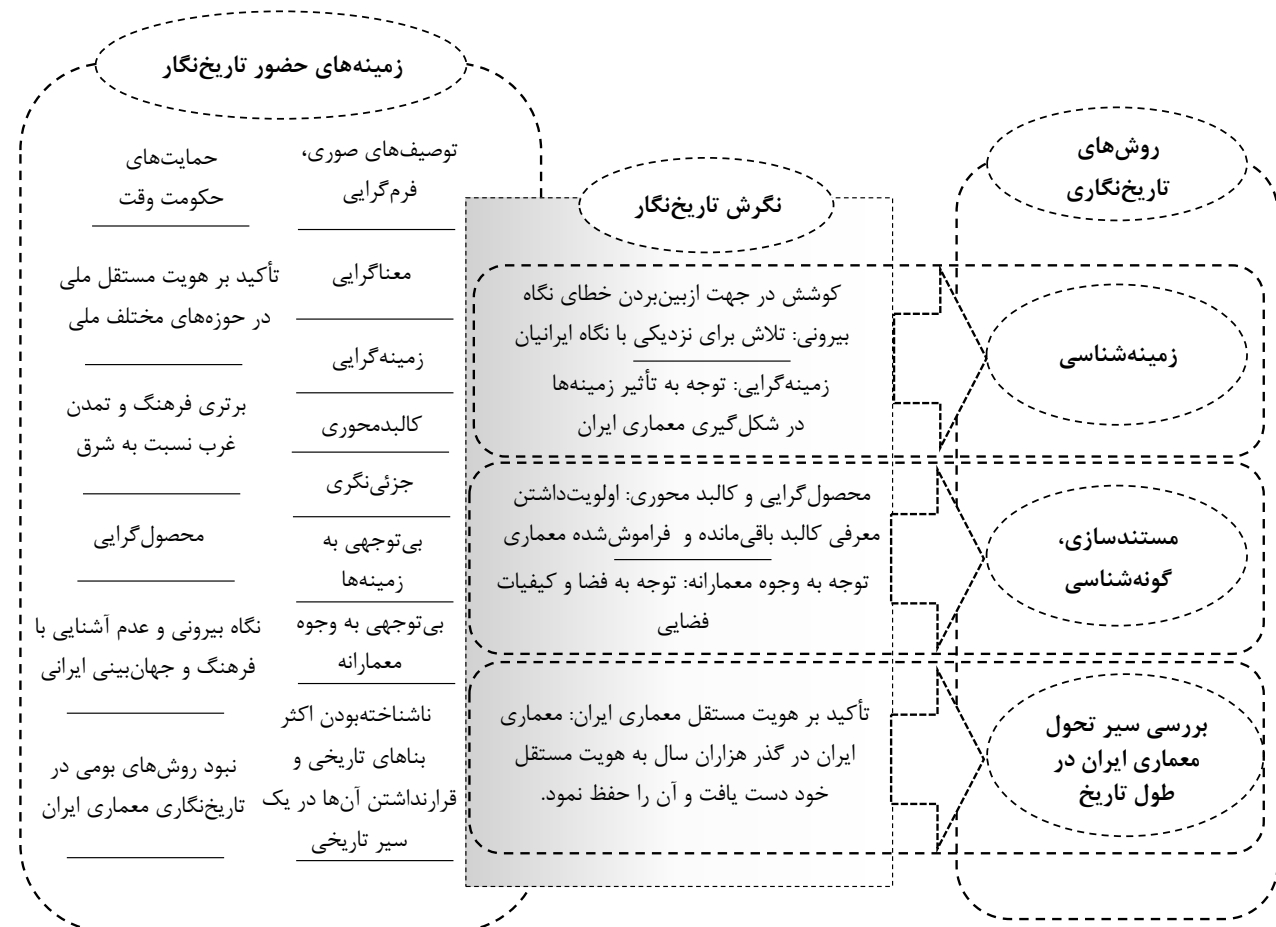 روش‌های
تاریخ‌نگاری
زمینه‌شناسی
مستندسازی،
گونه‌شناسی
بررسی سیر تحول
معماری ایران در
طول تاریخ
نگرش تاریخ‌نگار
کوشش در جهت ازبین‌بردن خطای نگاه
بیرونی: تلاش برای نزدیکی با نگاه ایرانیان
زمینه‌گرایی: توجه به تأثیر زمینه‌ها
در شکل‌گیری معماری ایران
محصول‌گرایی و کالبد محوری: اولویت‌داشتن
معرفی کالبد باقی‌مانده و فراموش‌شده معماری
توجه به وجوه معمارانه: توجه به فضا و کیفیات
فضایی
تأکید بر هویت مستقل معماری ایران: معماری
ایران در گذر هزاران سال به هویت مستقل
خود دست یافت و آن را حفظ نمود.
زمینه‌های حضور تاریخ‌نگار
توصیف‌های صوری،
فرم‌گرایی
معناگرایی
زمینه‌گرایی
کالبدمحوری
جزئی‌نگری
بی‌توجهی به
زمینه‌ها
بی‌توجهی به وجوه
معمارانه
ناشناخته‌بودن اکثر
بناهای تاریخی و
قرارنداشتن آن‌ها در یک
سیر تاریخی
حمایت‌های
حکومت وقت
تأکید بر هویت مستقل ملی
در حوزه‌های مختلف ملی
برتری فرهنگ و تمدن
غرب نسبت به شرق
محصول‌گرایی
نگاه بیرونی و عدم آشنایی با
فرهنگ و جهان‌بینی ایرانی
نبود روش‌های بومی در
تاریخ‌نگاری معماری ایران